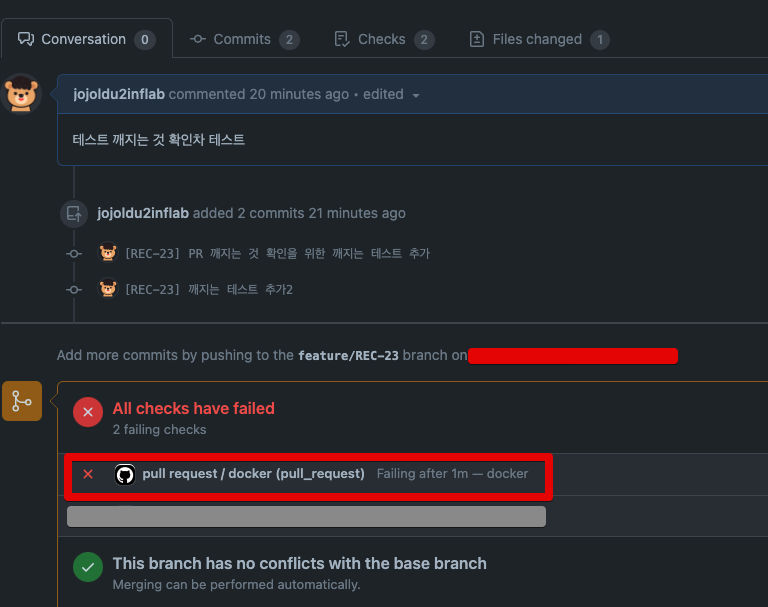 Conversation 0 Commits 2 Checks 2 Files changed 1
jojoldu2inflab commented 20 minutes ago • edited
테스트 깨지는 것 확인차 테스트
jojoldu2inflab added 2 commits 21 minutes ago
[REC-23] PR 깨지는 것 확인을 위한 깨지는 테스트 추가
[REC-23] 깨지는 테스트 추가2
Add more commits by pushing to the feature/REC-23 branch on
All checks have failed
2 failing checks
pull request / docker (pull_request) Failing after 1m — docker
This branch has no conflicts with the base branch
Merging can be performed automatically.